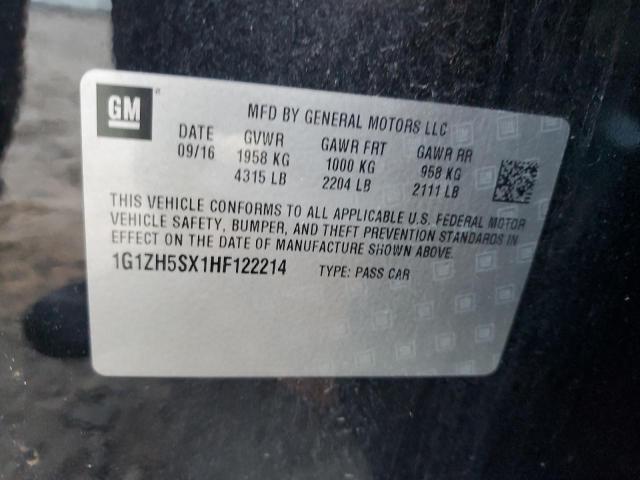 GM
MFD BY GENERAL MOTORS LLC
DATE GVWR GAWR FRT GAWR RR
09/16 1958 KG 1000 KG 958 KG
4315 LB 2204 LB 2111 LB
THIS VEHICLE CONFORMS TO ALL APPLICABLE U.S. FEDERAL MOTOR
VEHICLE SAFETY, BUMPER, AND THEFT PREVENTION STANDARDS IN
EFFECT ON THE DATE OF MANUFACTURE SHOWN ABOVE.
1G1ZH5SX1HF122214 TYPE: PASS CAR